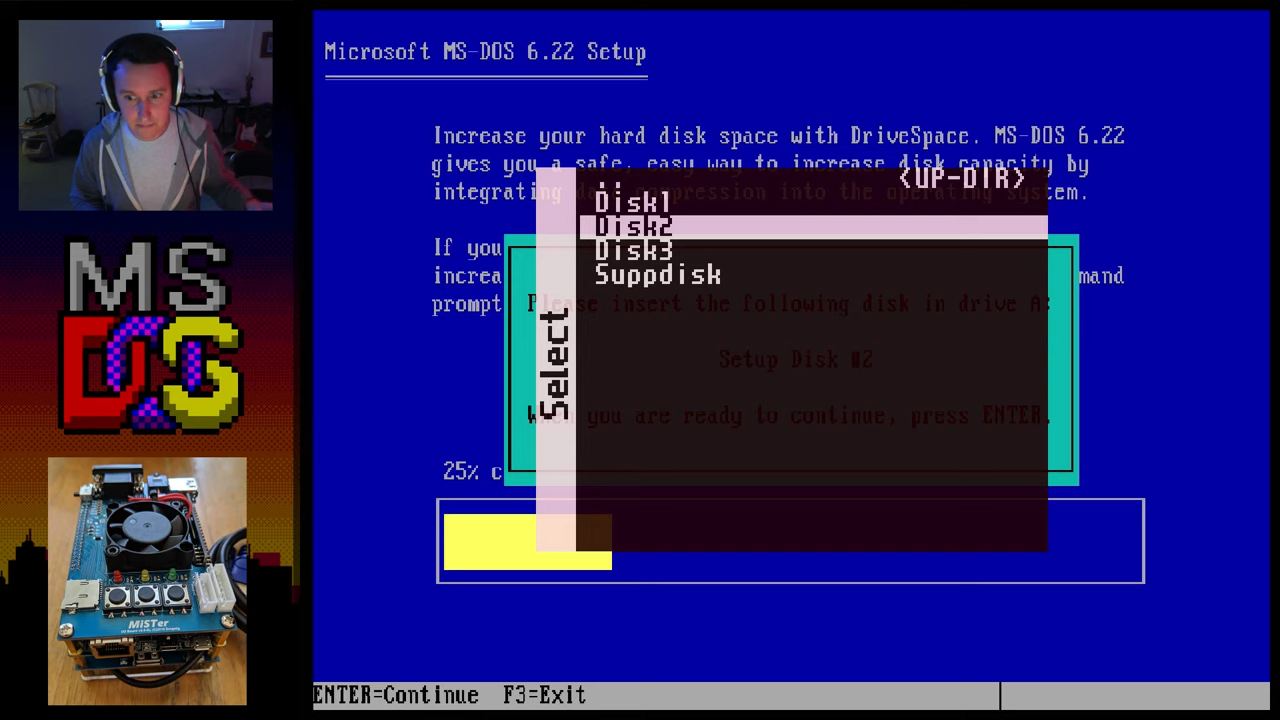 Microsoft MS-DOS 6.22 Setup
Increase your hard disk space with DriveSpace. MS-DOS 6.22
gives you a safe, easy way to increase disk capacity by
integrating data compression into the operating system.
If you
increa mand
prompt
..
<UP-DIR>
Disk1
Disk2
Disk3
Suppdisk
Select
Please insert the following disk in drive A:
Setup Disk #2
When you are ready to continue, press ENTER.
25% c
ENTER=Continue F3=Exit
MS
DOS
MiSTer